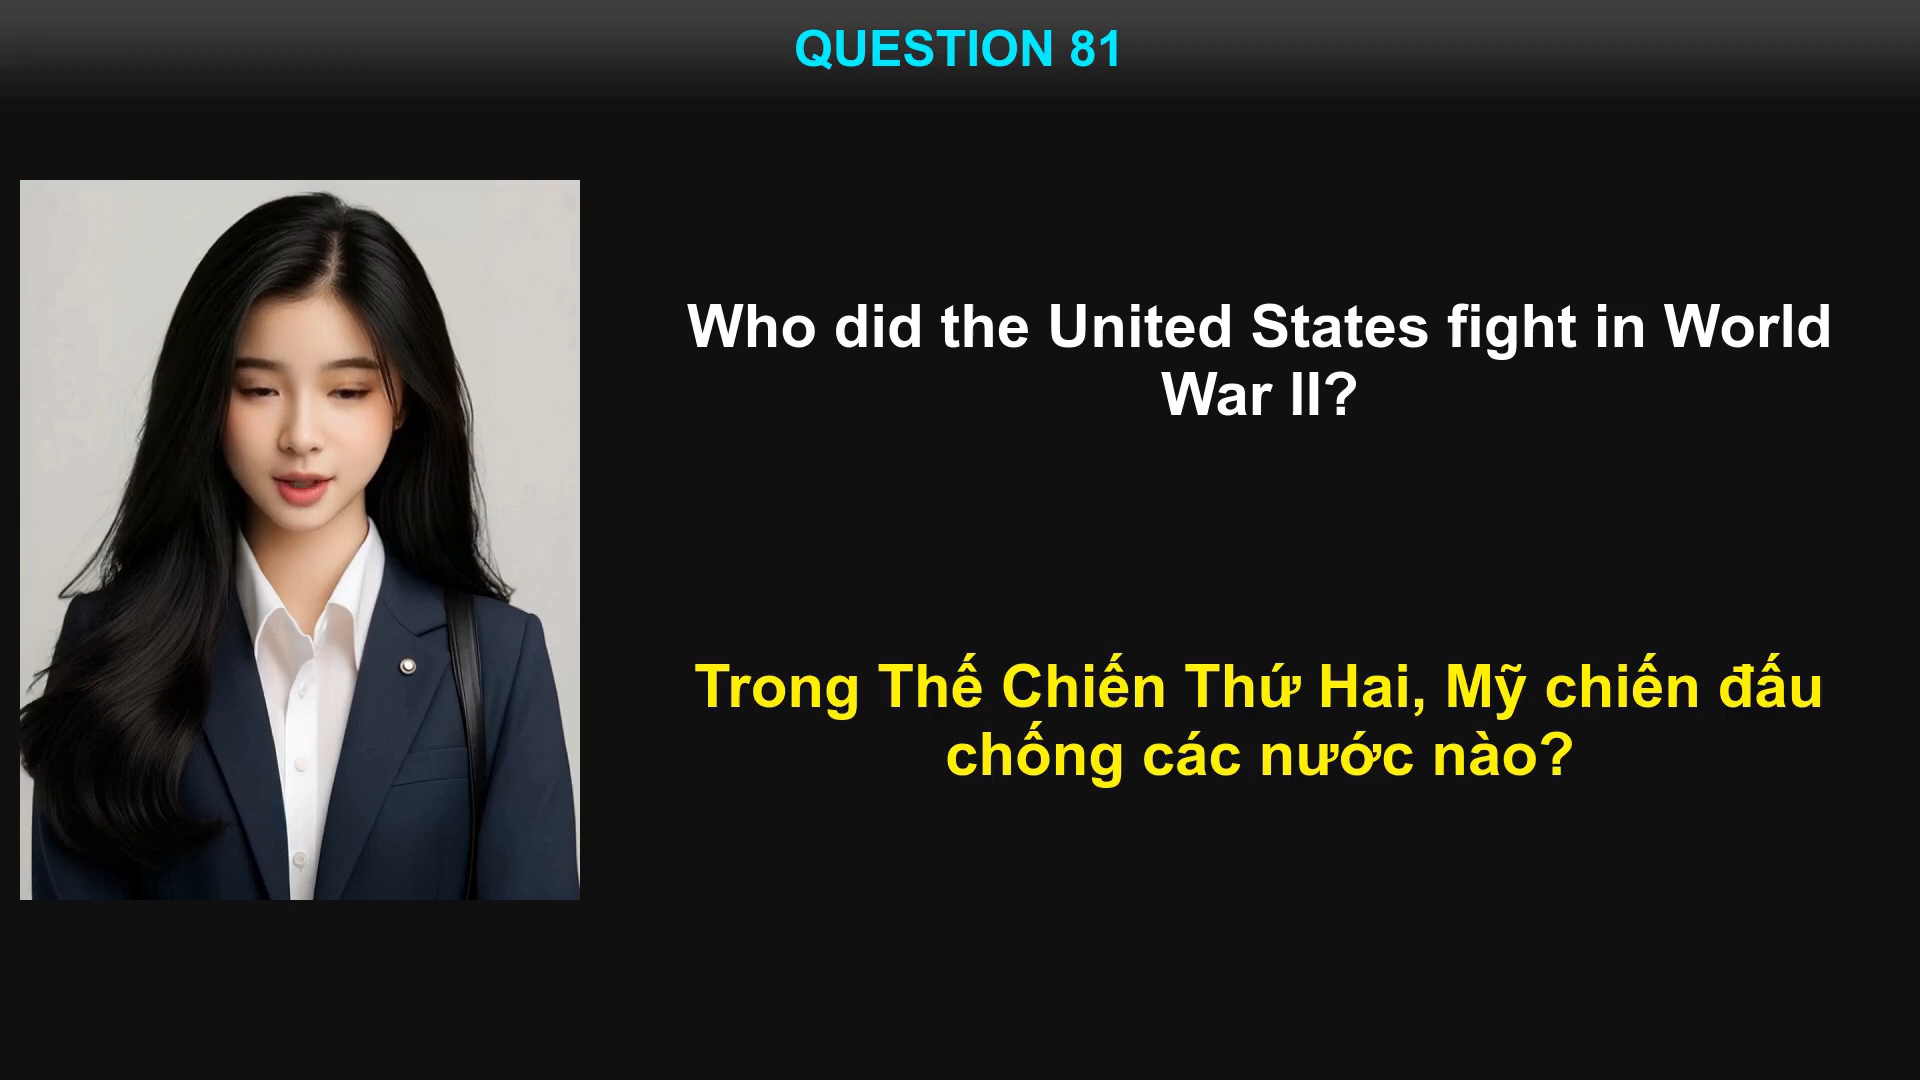 QUESTION 81
Who did the United States fight in World
War II?
Trong Thế Chiến Thứ Hai, Mỹ chiến đấu
chống các nước nào?